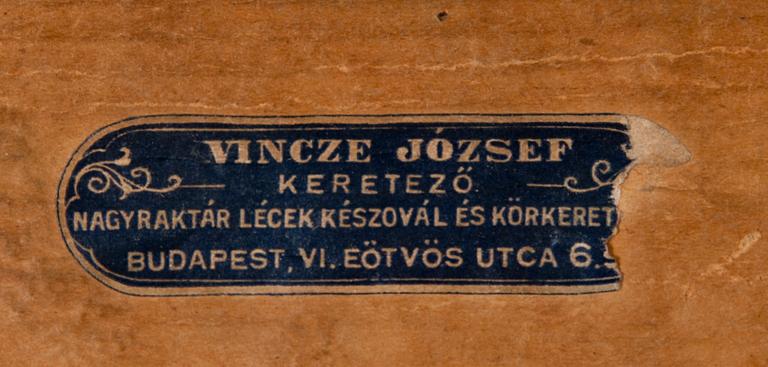 VINCZE JÓZSEF
KERETEZŐ
NAGYRAKTÁR LÉCEK KÉSZOVÁL ÉS KÖRKERET
BUDAPEST, VI. EÖTVÖS UTCA 6.